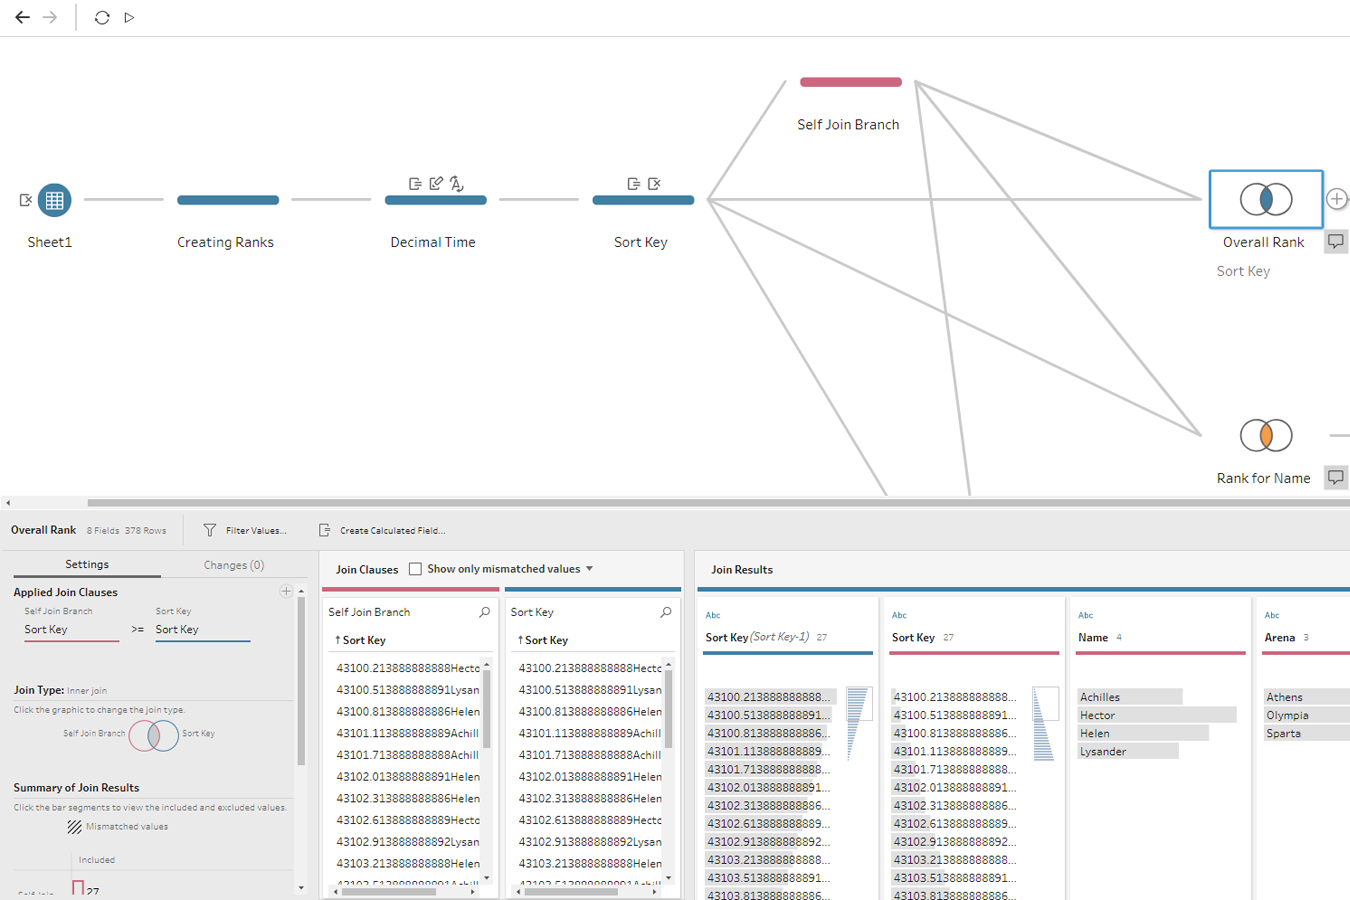 Self Join Branch
Sheet1
Creating Ranks
Decimal Time
Sort Key
Overall Rank
Sort Key
Rank for Name
Overall Rank 8 Fields 378 Rows
Filter Values...
Create Calculated Field...
Settings
Changes (0)
Applied Join Clauses
Self Join Branch
Sort Key
Sort Key >= Sort Key
Join Type: Inner join
Click the graphic to change the join type.
Self Join Branch
Sort Key
Summary of Join Results
Click the bar segments to view the included and excluded values.
Mismatched values
Included
27
Join Clauses
Show only mismatched values
Self Join Branch
Sort Key
43100.213888888888Hecto
43100.513888888891Lysan
43100.813888888886Helen
43101.113888888889Achill
43101.713888888888Achill
43102.013888888891Helen
43102.313888888886Helen
43102.613888888889Hecto
43102.913888888892Lysan
43103.213888888888Helen
43103.513888888891Achill
Sort Key
Sort Key
43100.213888888888Hecto
43100.513888888891Lysan
43100.813888888886Helen
43101.113888888889Achill
43101.713888888888Achill
43102.013888888891Helen
43102.313888888886Helen
43102.613888888889Hecto
43102.913888888892Lysan
43103.213888888888Helen
43103.513888888891Achill
Join Results
Abc
Sort Key (Sort Key-1) 27
43100.213888888888...
43100.513888888891...
43100.813888888886...
43101.113888888889...
43101.713888888888...
43102.013888888891...
43102.313888888886...
43102.613888888889...
43102.913888888892...
43103.213888888888...
43103.513888888891...
43103.813888888886...
Abc
Sort Key 27
43100.213888888888...
43100.513888888891...
43100.813888888886...
43101.113888888889...
43101.713888888888...
43102.013888888891...
43102.313888888886...
43102.613888888889...
43102.913888888892...
43103.213888888888...
43103.513888888891...
43103.813888888886...
Abc
Name 4
Achilles
Hector
Helen
Lysander
Abc
Arena 3
Athens
Olympia
Sparta